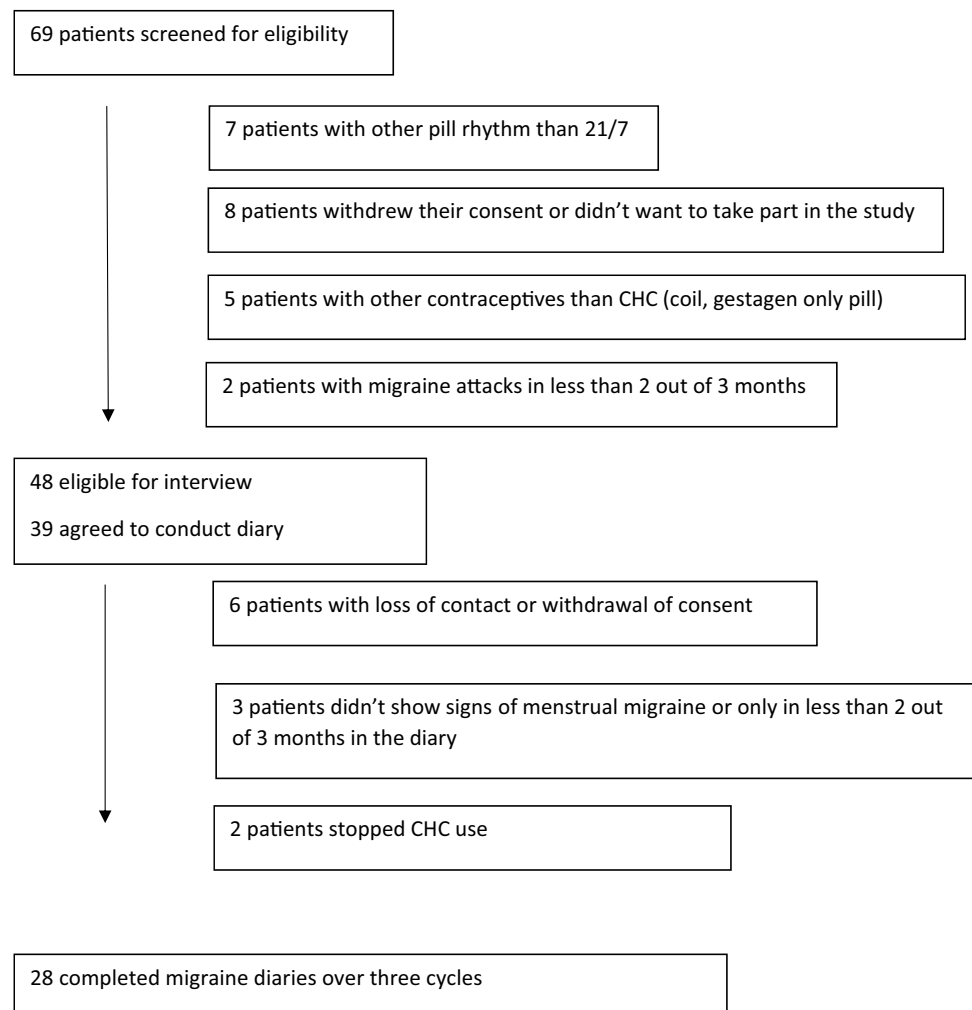 69 patients screened for eligibility
7 patients with other pill rhythm than 21/7
8 patients withdrew their consent or didn’t want to take part in the study
5 patients with other contraceptives than CHC (coil, gestagen only pill)
2 patients with migraine attacks in less than 2 out of 3 months
48 eligible for interview
39 agreed to conduct diary
6 patients with loss of contact or withdrawal of consent
3 patients didn’t show signs of menstrual migraine or only in less than 2 out
of 3 months in the diary
2 patients stopped CHC use
28 completed migraine diaries over three cycles